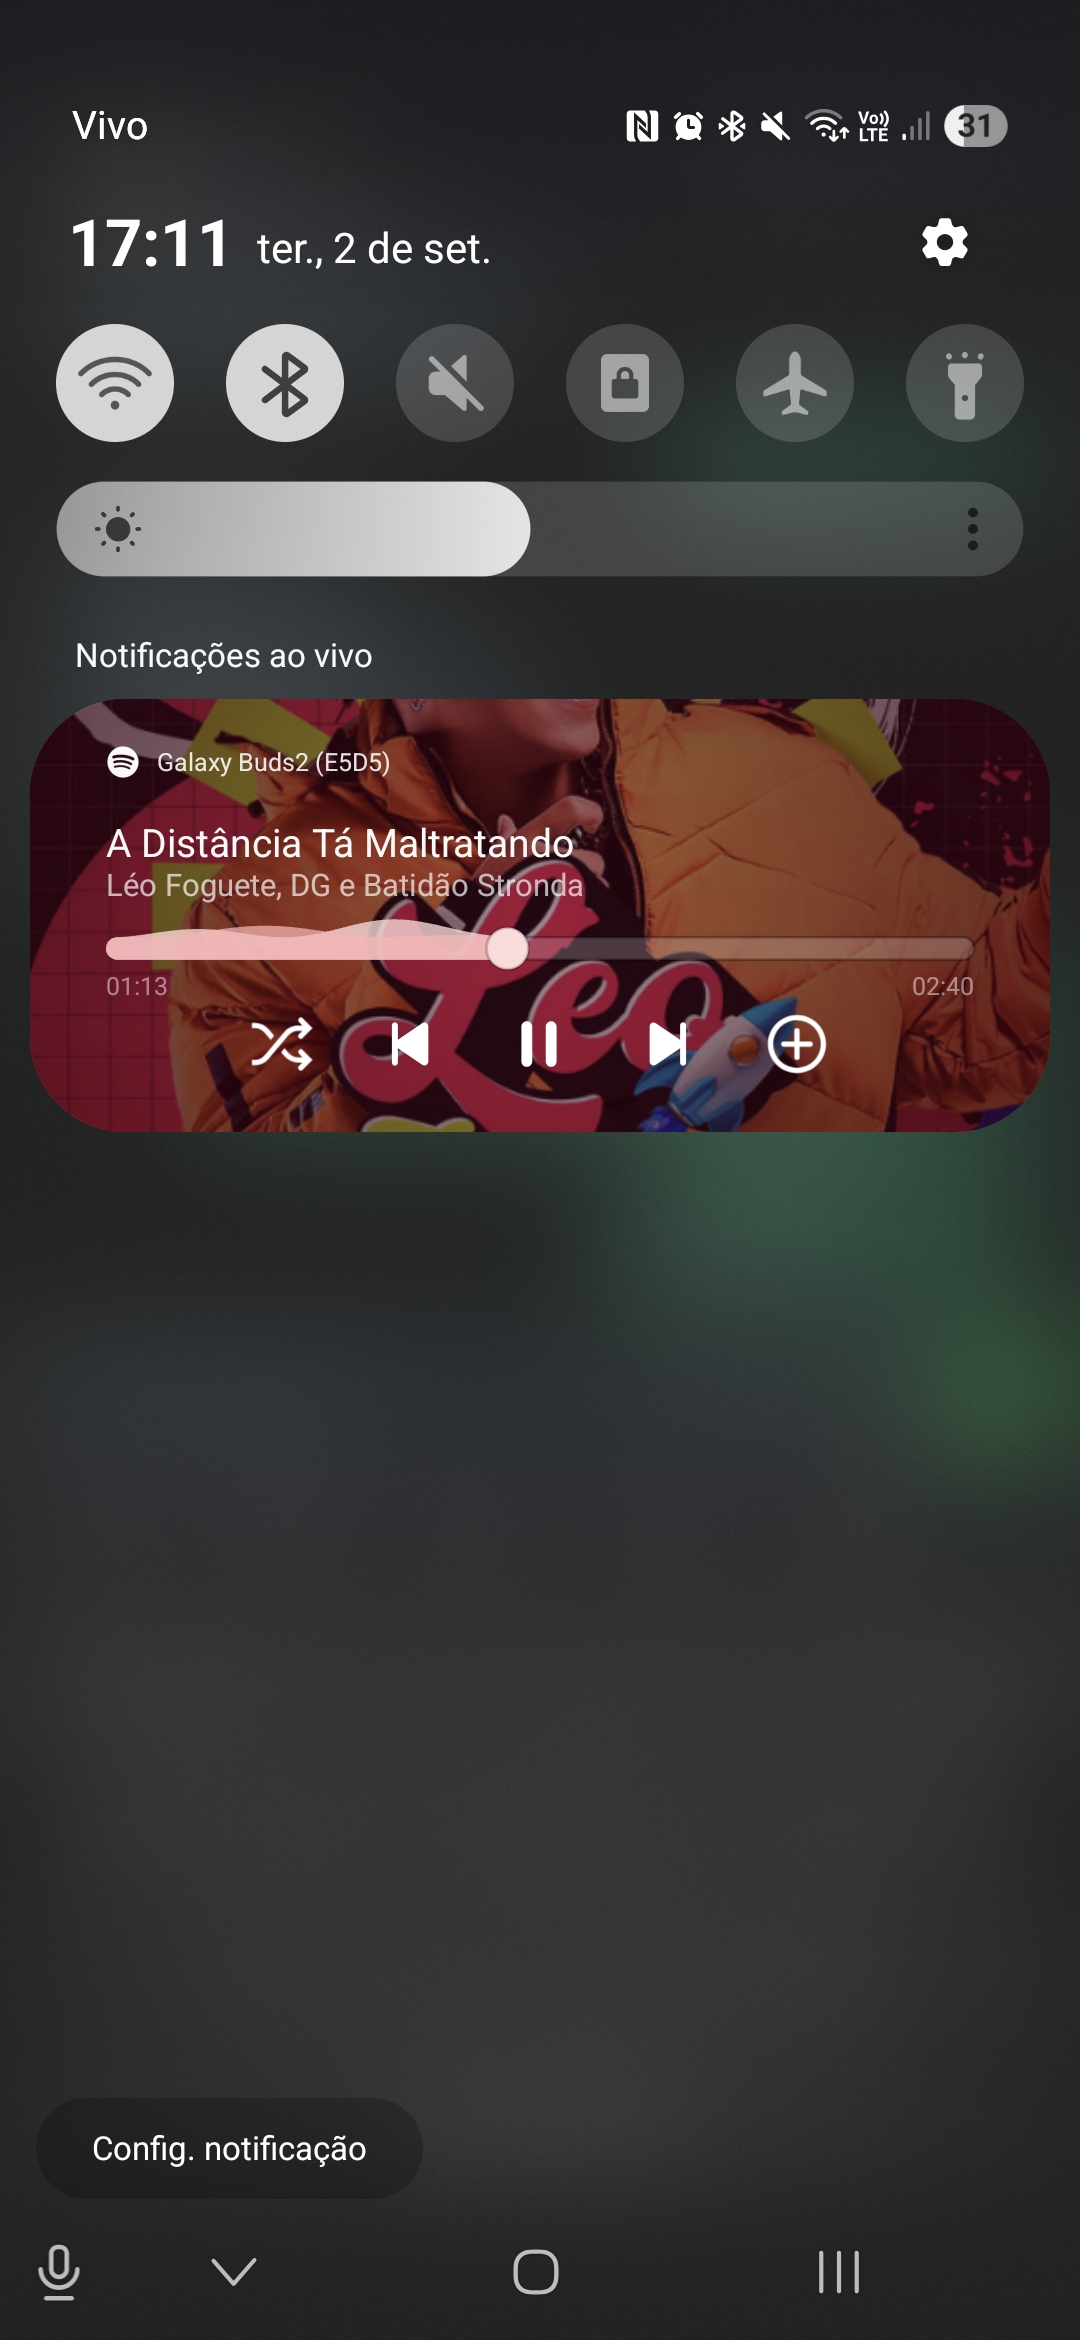 Vivo
Vo)) LTE
31
17:11 ter., 2 de set.
Notificações ao vivo
Galaxy Buds2 (E5D5)
A Distância Tá Maltratando
Léo Foguete, DG e Batidão Stronda
01:13 02:40
Leo
Config. notificação